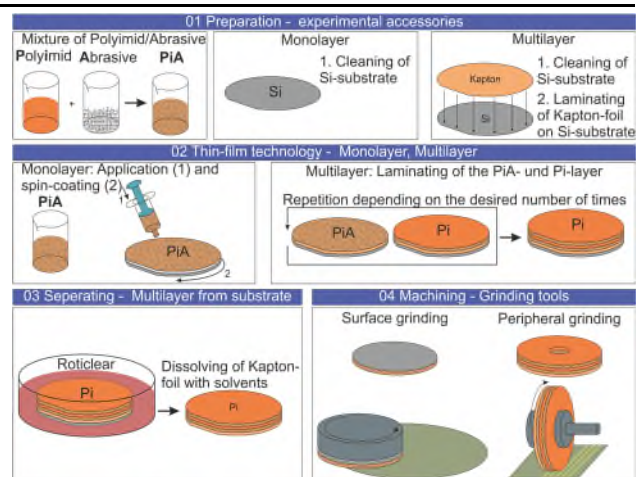 01 Preparation - experimental accessories
Mixture of Polyimid/Abrasive
Polyimid
Abrasive
PiA
+
Monolayer
1. Cleaning of
Si-substrate
Si
Multilayer
Kapton
Si
1. Cleaning of
Si-substrate
2. Laminating
of Kapton-foil
on Si-substrate
02 Thin-film technology - Monolayer, Multilayer
Monolayer: Application (1) and
spin-coating (2)
PiA
1
PiA
2
Multilayer: Laminating of the PiA- und Pi-layer
Repetition depending on the desired number of times
PiA
Pi
Pi
03 Seperating - Multilayer from substrate
Roticlear
Pi
Dissolving of Kapton-
foil with solvents
Pi
04 Machining - Grinding tools
Surface grinding
Peripheral grinding